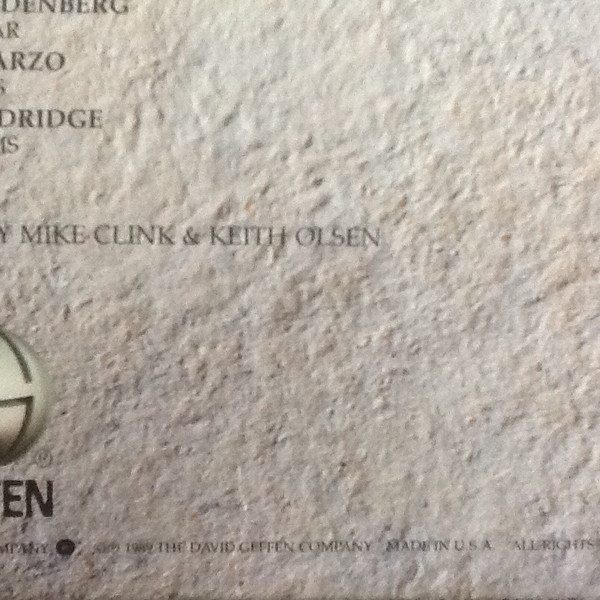 DENBERG
AR
ARZO
S
DRIDGE
MS
Y MIKE CLINK & KEITH OLSEN
®
EN
MPANY 1989 THE DAVID GEFFEN COMPANY MADE IN U.S.A. ALL RIGHTS